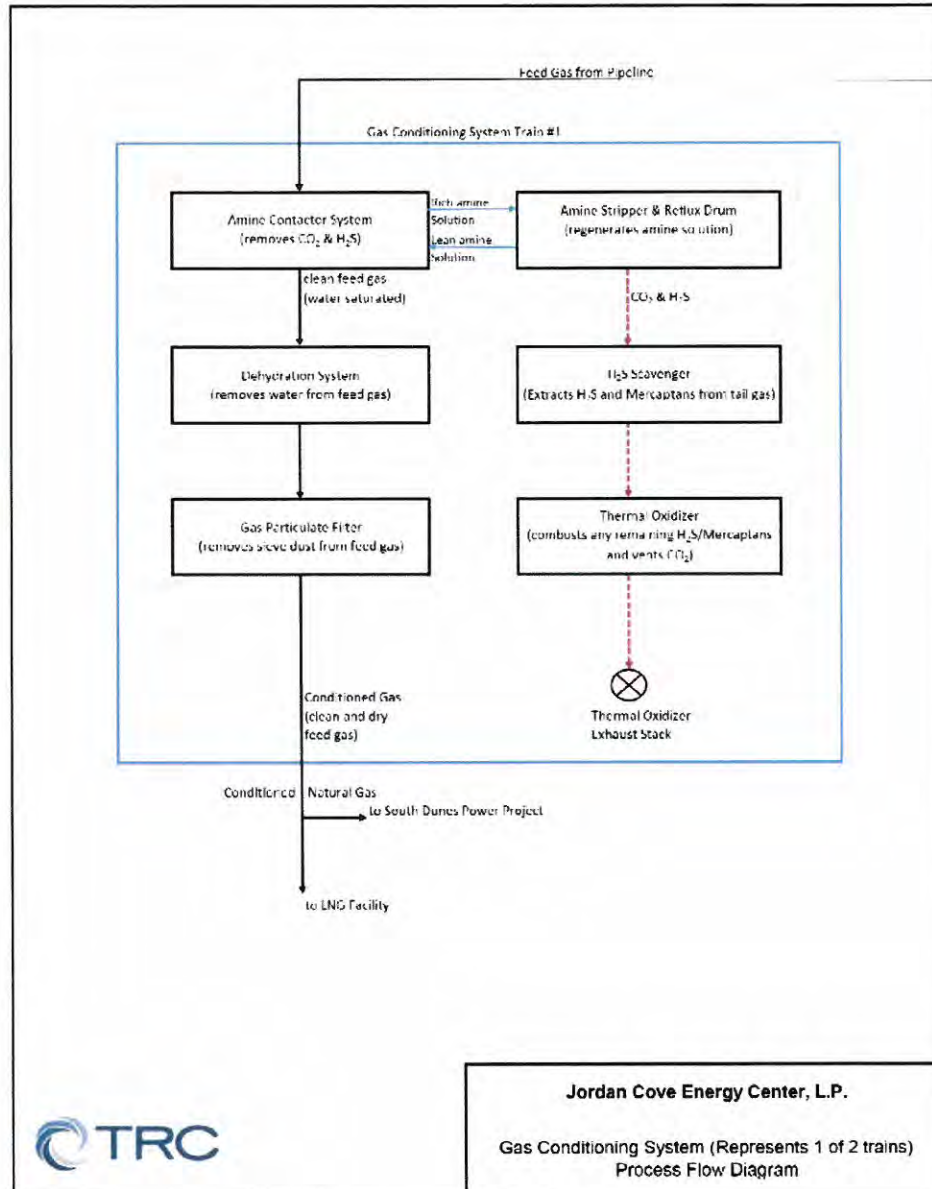 Feed Gas from Pipeline
Gas Conditioning System Train #1
Amine Contactor System
(removes CO₂ & H₂S)
Rich amine
Solution
Lean amine
Solution
Amine Stripper & Reflux Drum
(regenerates amine solution)
clean feed gas
(water saturated)
CO₂ & H₂S
Dehydration System
(removes water from feed gas)
H₂S Scavenger
(Extracts H₂S and Mercaptans from tail gas)
Gas Particulate Filter
(removes sieve dust from feed gas)
Thermal Oxidizer
(combusts any remaining H₂S/Mercaptans
and vents CO₂)
Conditioned Gas
(clean and dry
feed gas)
Thermal Oxidizer
Exhaust Stack
Conditioned Natural Gas
to South Dunes Power Project
to LNG Facility
TRC
Jordan Cove Energy Center, L.P.
Gas Conditioning System (Represents 1 of 2 trains)
Process Flow Diagram